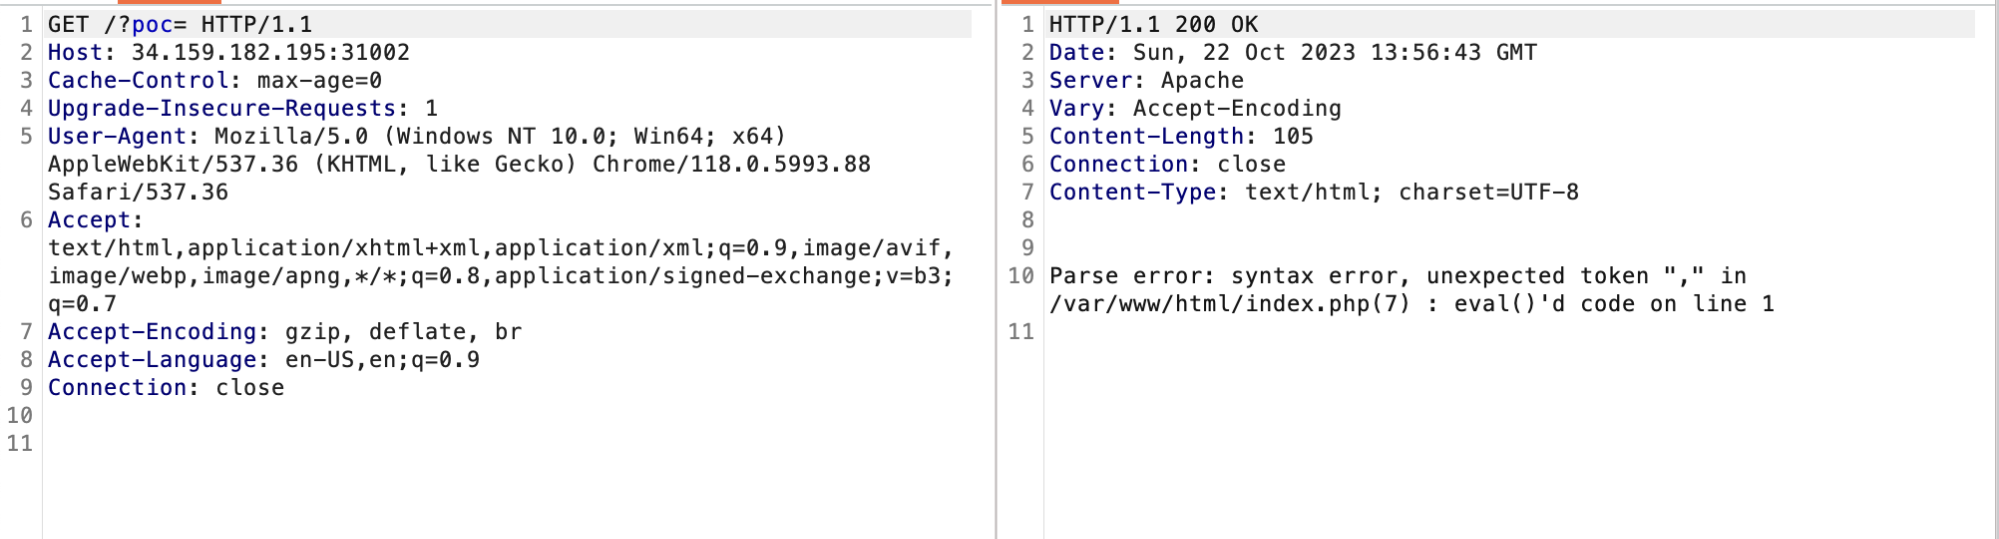 1 GET /?poc= HTTP/1.1
2 Host: 34.159.182.195:31002
3 Cache-Control: max-age=0
4 Upgrade-Insecure-Requests: 1
5 User-Agent: Mozilla/5.0 (Windows NT 10.0; Win64; x64)
AppleWebKit/537.36 (KHTML, like Gecko) Chrome/118.0.5993.88
Safari/537.36
6 Accept:
text/html,application/xhtml+xml,application/xml;q=0.9,image/avif,
image/webp,image/apng,*/*;q=0.8,application/signed-exchange;v=b3;
q=0.7
7 Accept-Encoding: gzip, deflate, br
8 Accept-Language: en-US,en;q=0.9
9 Connection: close
10
11
1 HTTP/1.1 200 OK
2 Date: Sun, 22 Oct 2023 13:56:43 GMT
3 Server: Apache
4 Vary: Accept-Encoding
5 Content-Length: 105
6 Connection: close
7 Content-Type: text/html; charset=UTF-8
8
9
10 Parse error: syntax error, unexpected token "," in
/var/www/html/index.php(7) : eval()'d code on line 1
11